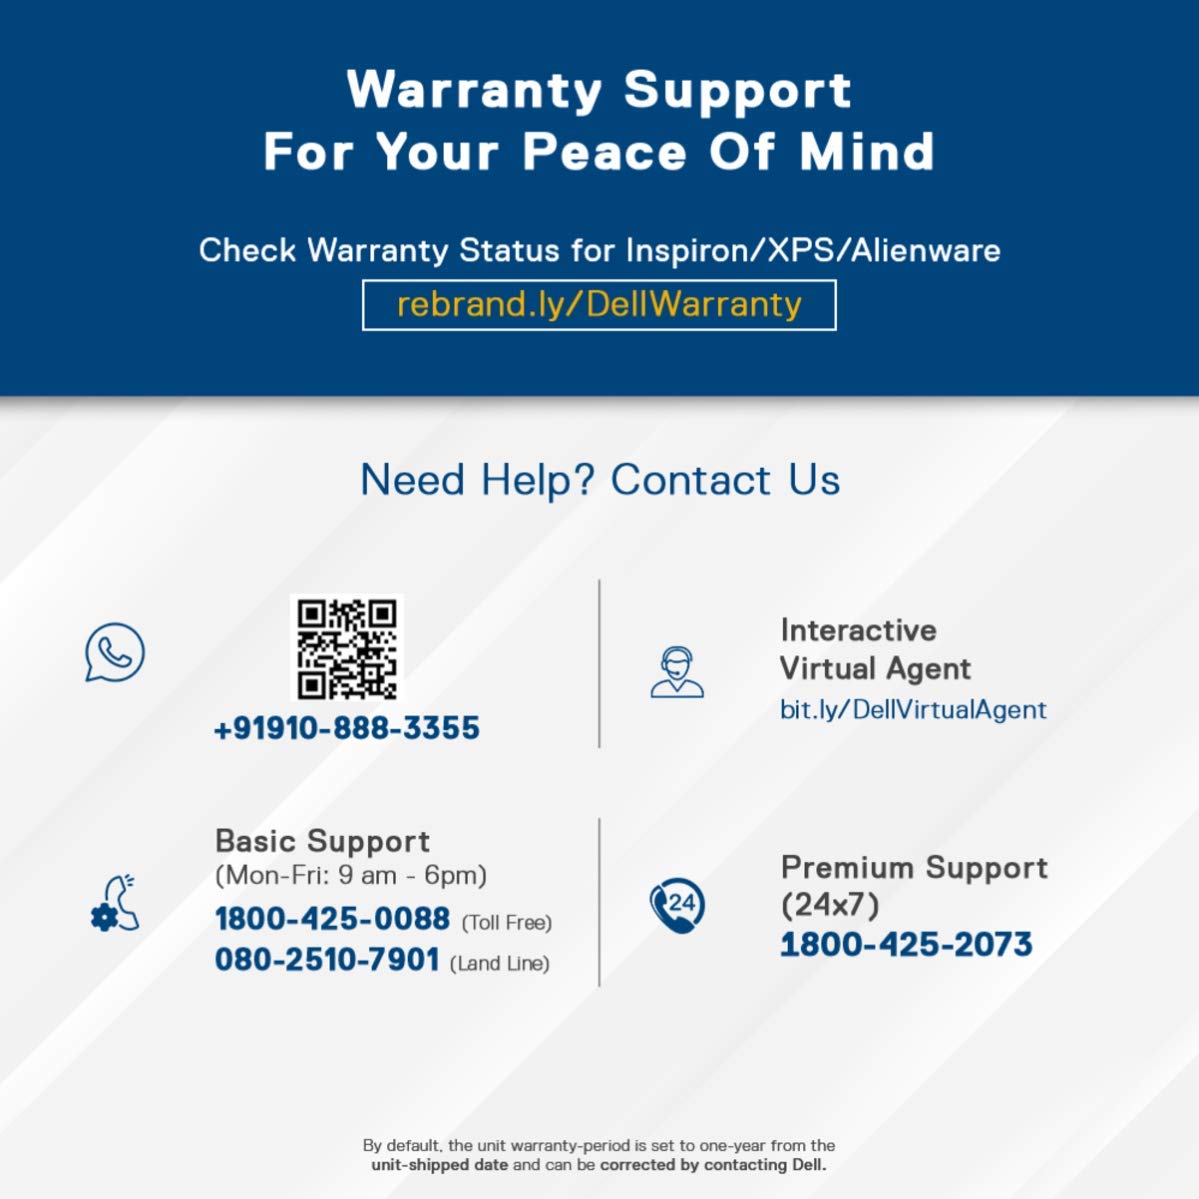 Warranty Support
For Your Peace Of Mind
Check Warranty Status for Inspiron/XPS/Alienware
rebrand.ly/DellWarranty
Need Help? Contact Us
+91910-888-3355
Interactive
Virtual Agent
bit.ly/DellVirtualAgent
Basic Support
(Mon-Fri: 9 am - 6pm)
1800-425-0088 (Toll Free)
080-2510-7901 (Land Line)
24
Premium Support
(24x7)
1800-425-2073
By default, the unit warranty-period is set to one-year from the
unit-shipped date and can be corrected by contacting Dell.